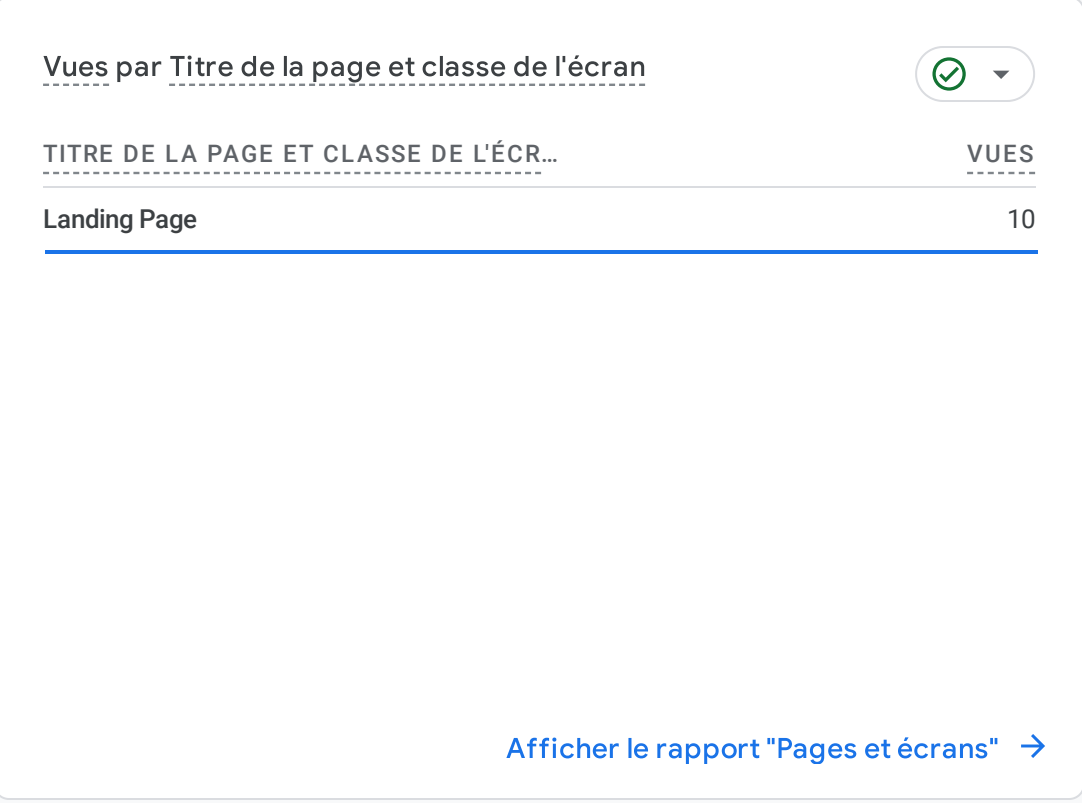 Vues par Titre de la page et classe de l'écran
TITRE DE LA PAGE ET CLASSE DE L'ÉCR… VUES
Landing Page 10
Afficher le rapport "Pages et écrans"